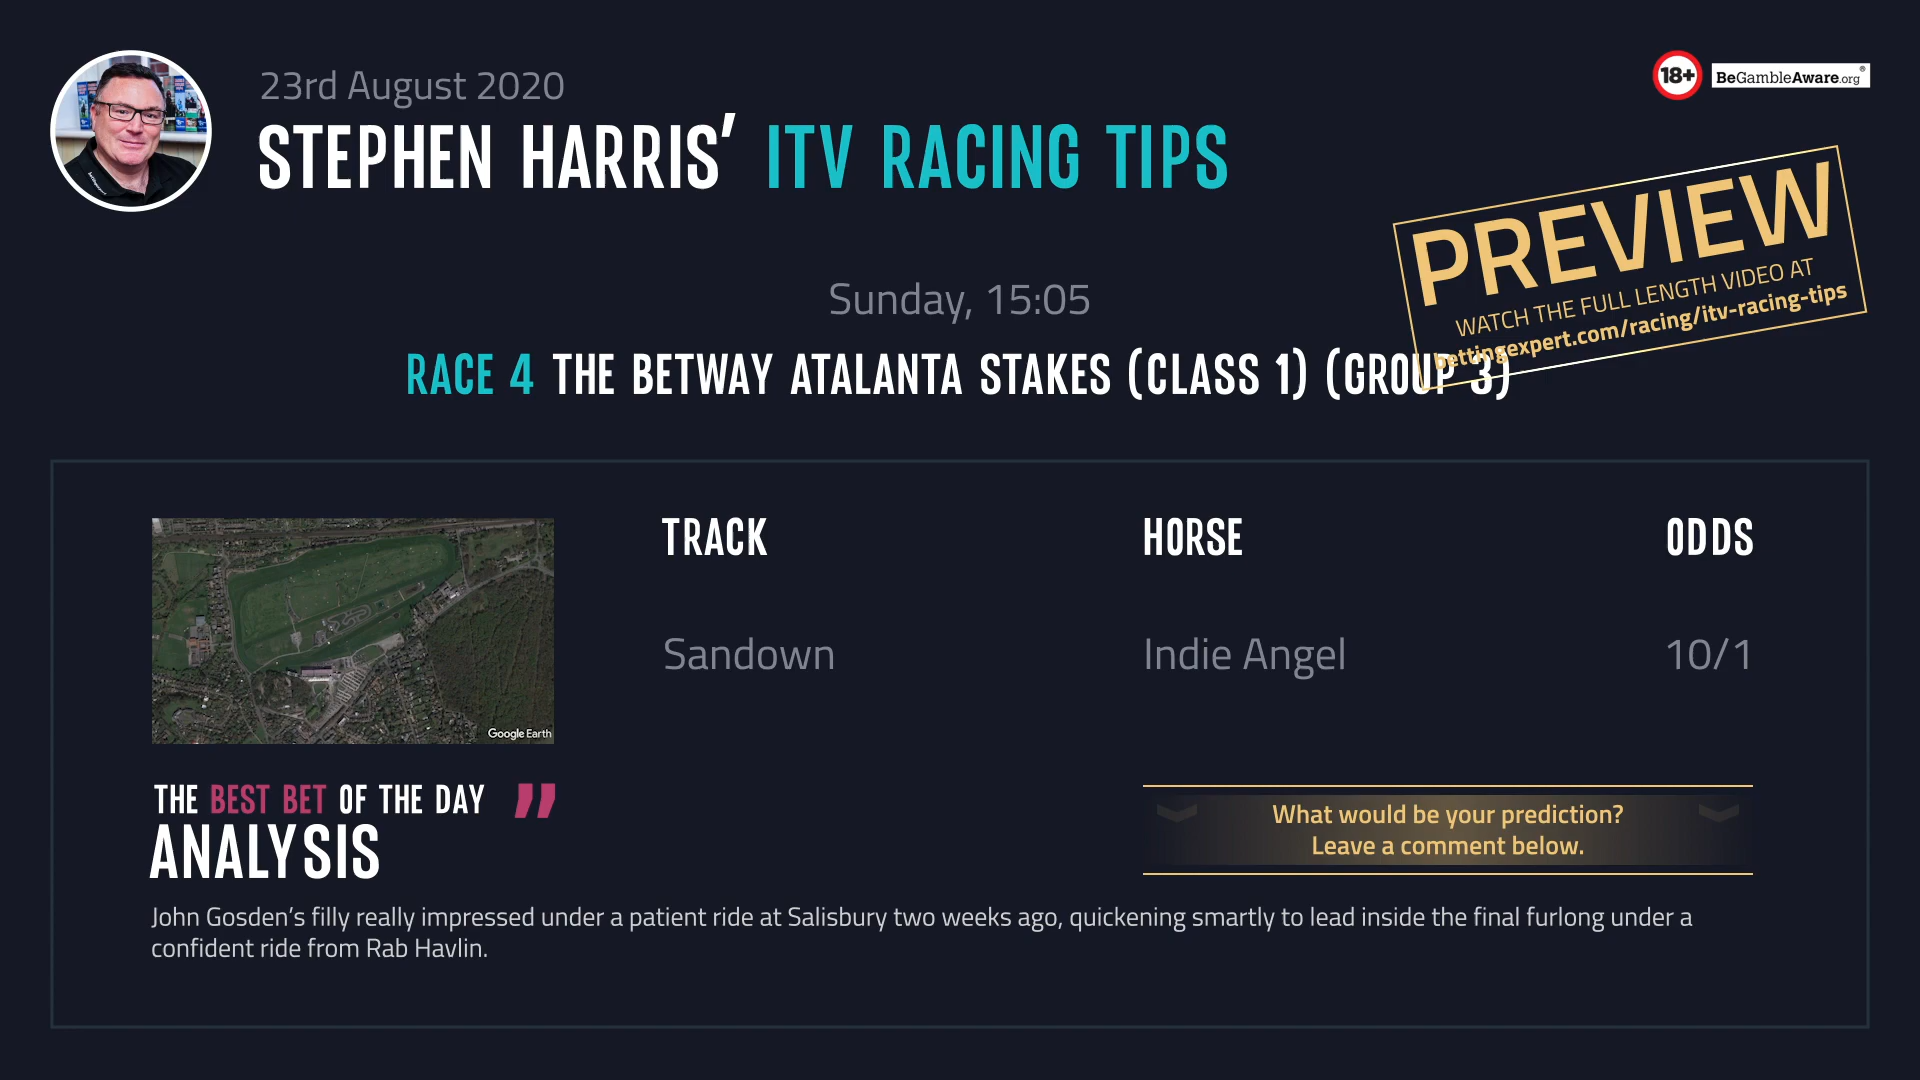 23rd August 2020
STEPHEN HARRIS’ ITV RACING TIPS
18+
BeGambleAware.org®
PREVIEW
WATCH THE FULL LENGTH VIDEO AT
bettingexpert.com/racing/itv-racing-tips
Sunday, 15:05
RACE 4 THE BETWAY ATALANTA STAKES (CLASS 1) (GROUP 3)
TRACK
HORSE
ODDS
Sandown
Indie Angel
10/1
Google Earth
THE BEST BET OF THE DAY ”
ANALYSIS
What would be your prediction?
Leave a comment below.
John Gosden’s filly really impressed under a patient ride at Salisbury two weeks ago, quickening smartly to lead inside the final furlong under a
confident ride from Rab Havlin.